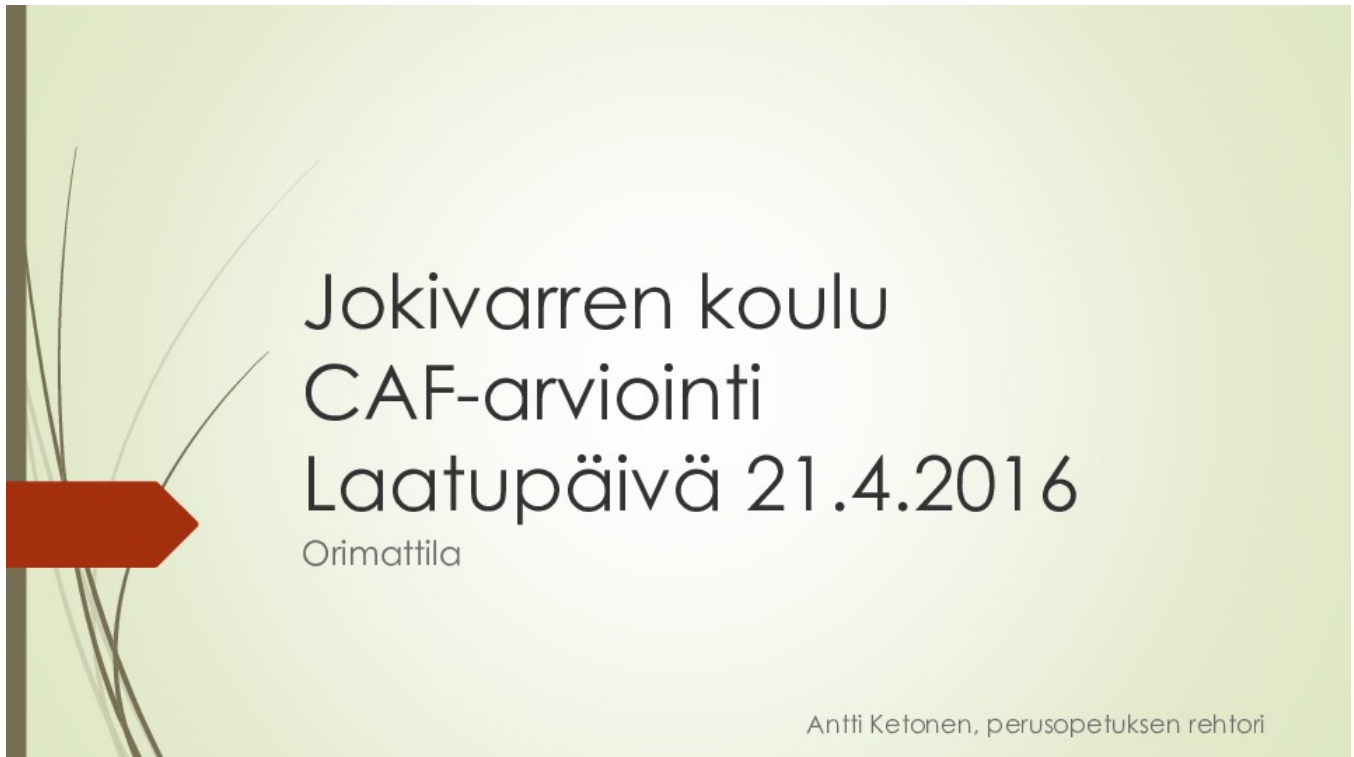 Jokivarren koulu
CAF-arviointi
Laatupäivä 21.4.2016
Orimattila
Antti Ketonen, perusopetuksen rehtori